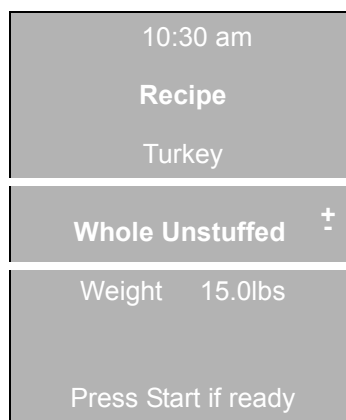 10:30 am
Recipe
Turkey
Whole Unstuffed +
-
Weight 15.0lbs
Press Start if ready